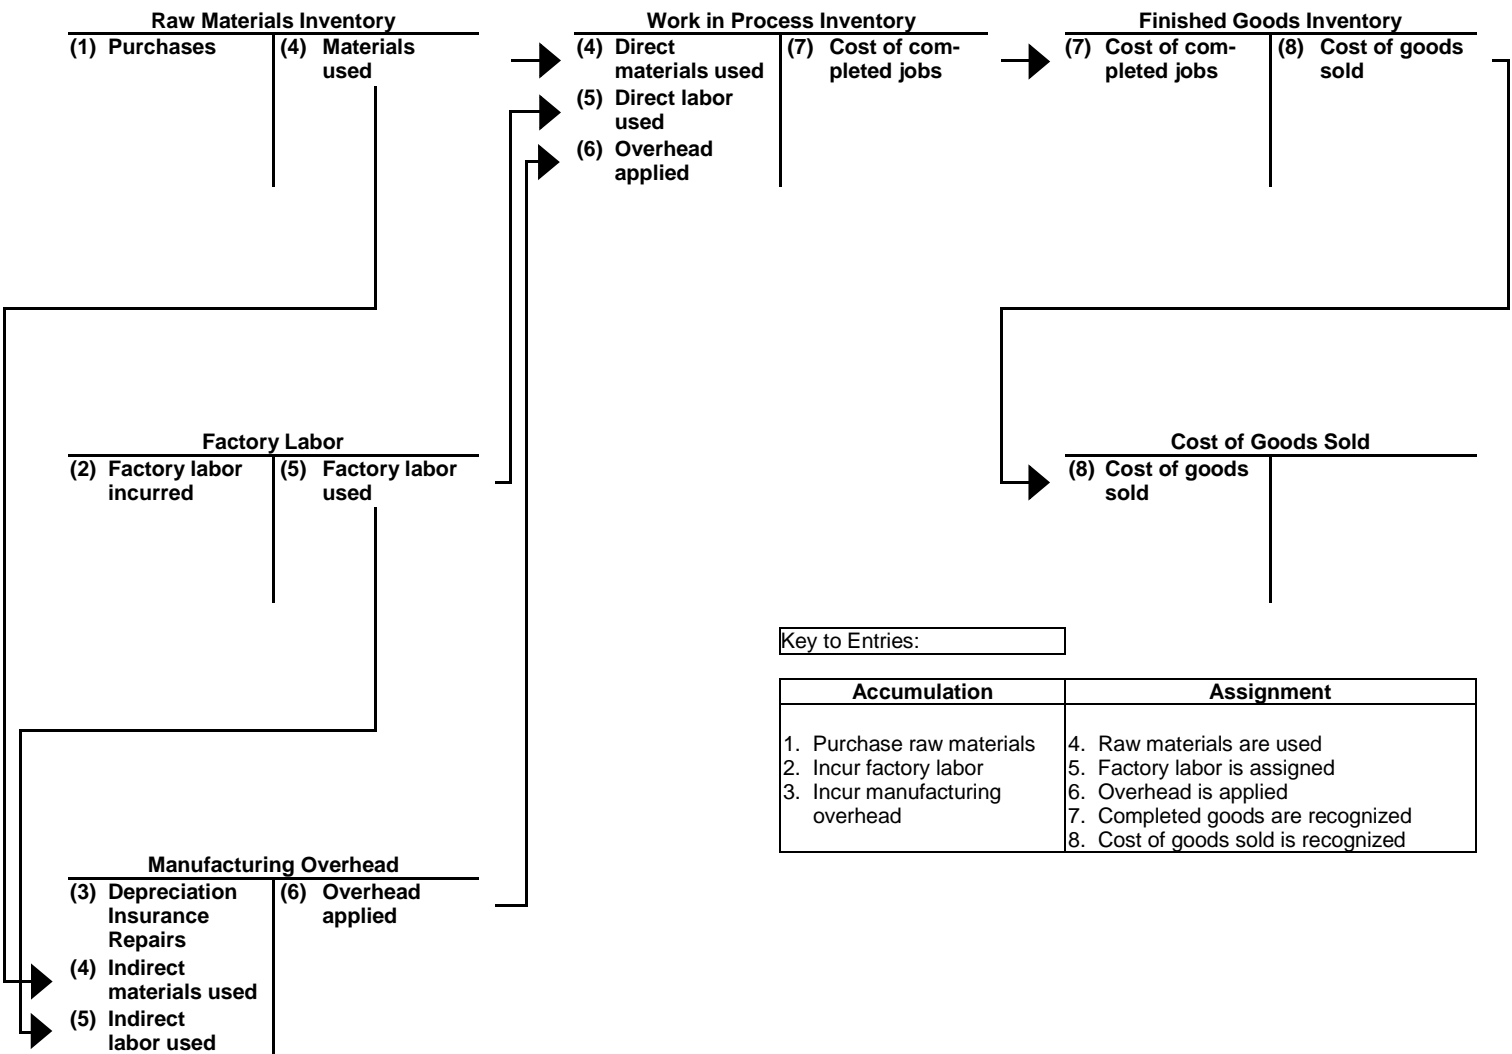 Raw Materials Inventory
(1) Purchases
(4) Materials
used
Work in Process Inventory
(4) Direct
materials used
(5) Direct labor
used
(6) Overhead
applied
(7) Cost of com-
pleted jobs
Finished Goods Inventory
(7) Cost of com-
pleted jobs
(8) Cost of goods
sold
Factory Labor
(2) Factory labor
incurred
(5) Factory labor
used
Cost of Goods Sold
(8) Cost of goods
sold
Key to Entries:
Accumulation
1. Purchase raw materials
2. Incur factory labor
3. Incur manufacturing
overhead
Assignment
4. Raw materials are used
5. Factory labor is assigned
6. Overhead is applied
7. Completed goods are recognized
8. Cost of goods sold is recognized
Manufacturing Overhead
(3) Depreciation
Insurance
Repairs
(4) Indirect
materials used
(5) Indirect
labor used
(6) Overhead
applied